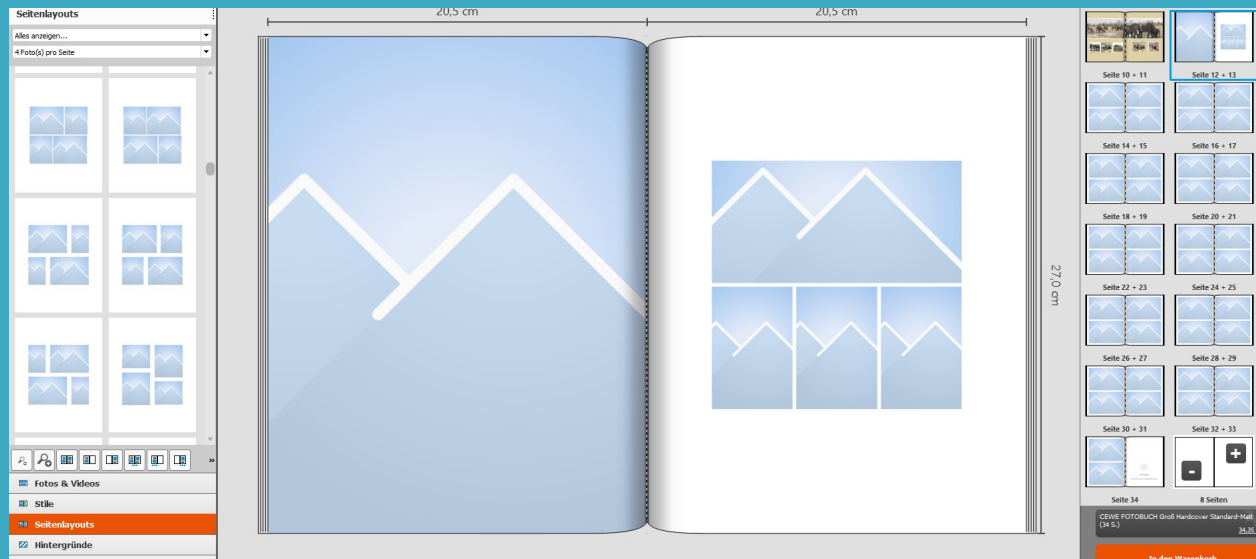 Seitenlayouts
Alles anzeigen...
4 Foto(s) pro Seite
»
Fotos & Videos
Stile
Seitenlayouts
Hintergründe
20,5 cm
20,5 cm
27,0 cm
Seite 10 + 11
Seite 12 + 13
Seite 14 + 15
Seite 16 + 17
Seite 18 + 19
Seite 20 + 21
Seite 22 + 23
Seite 24 + 25
Seite 26 + 27
Seite 28 + 29
Seite 30 + 31
Seite 32 + 33
-
+
Seite 34
8 Seiten
CEWE FOTOBUCH Groß Hardcover Standard-Matt
(34 S.)
34,35
In den Warenkorb